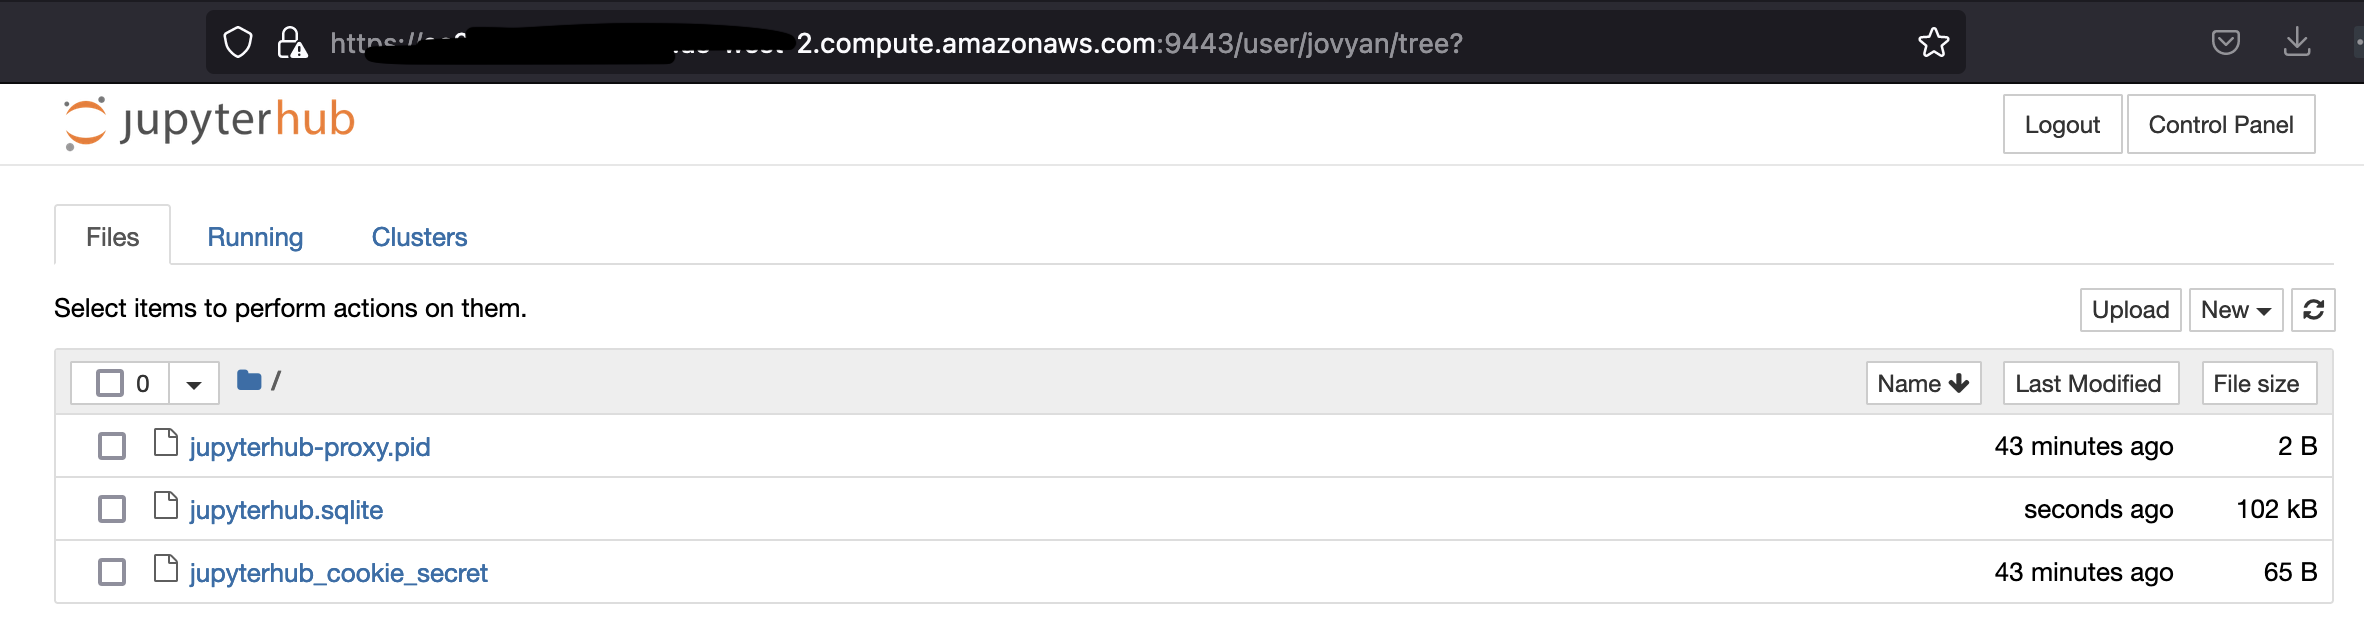 2.compute.amazonaws.com:9443/user/jovyan/tree?
jupyterhub
Logout Control Panel
Files Running Clusters
Select items to perform actions on them.
Upload New
0 / Name Last Modified File size
jupyterhub-proxy.pid 43 minutes ago 2 B
jupyterhub.sqlite seconds ago 102 kB
jupyterhub_cookie_secret 43 minutes ago 65 B